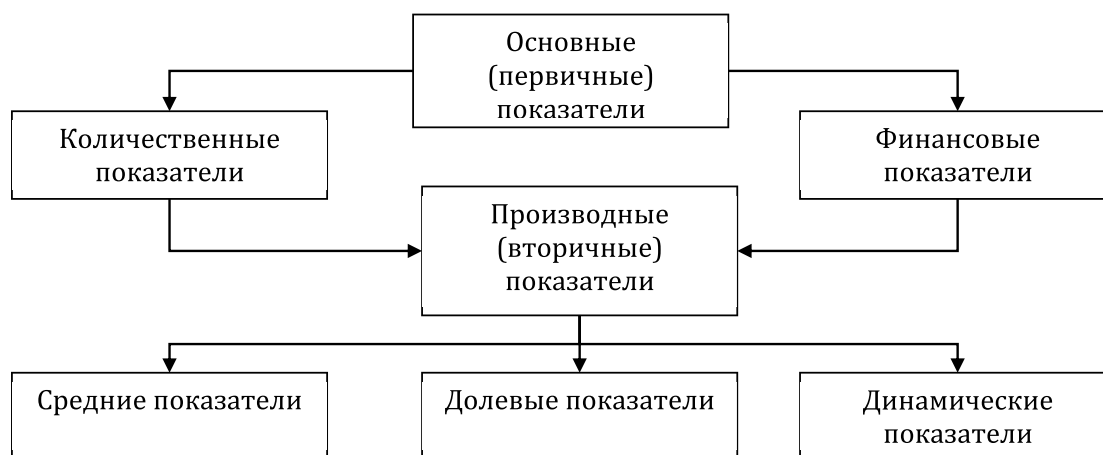 Основные
(первичные)
показатели
Количественные
показатели
Финансовые
показатели
Производные
(вторичные)
показатели
Средние показатели
Долевые показатели
Динамические
показатели